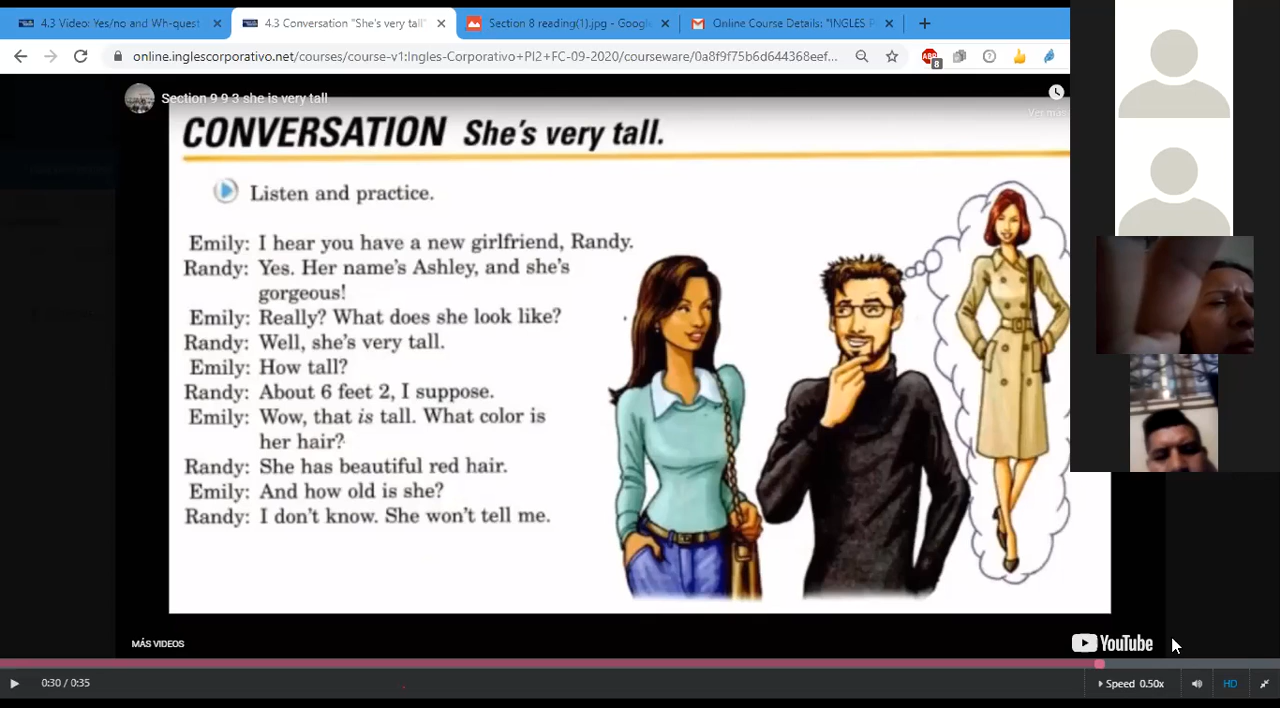 4.3 Video: Yes/no and Wh-quest
4.3 Conversation "She's very tall"
Section 8 reading(1).jpg - Google
Online Course Details: "INGLES P
online.inglescorporativo.net/courses/course-v1:Ingles-Corporativo+PI2+FC-09-2020/courseware/0a8f9f75b6d644368eef...
ABP
8
Section 9 9 3 she is very tall
Ver más
CONVERSATION She's very tall.
Listen and practice.
Emily: I hear you have a new girlfriend, Randy.
Randy: Yes. Her name's Ashley, and she's
gorgeous!
Emily: Really? What does she look like?
Randy: Well, she's very tall.
Emily: How tall?
Randy: About 6 feet 2, I suppose.
Emily: Wow, that is tall. What color is
her hair?
Randy: She has beautiful red hair.
Emily: And how old is she?
Randy: I don't know. She won't tell me.
MÁS VIDEOS
YouTube
0:30 / 0:35
Speed 0.50x
HD